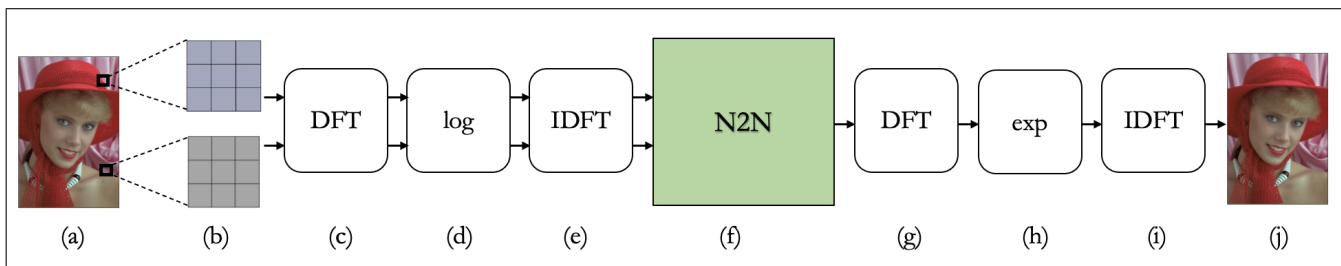 DFT log IDFT N2N DFT exp IDFT
(a) (b) (c) (d) (e) (f) (g) (h) (i) (j)